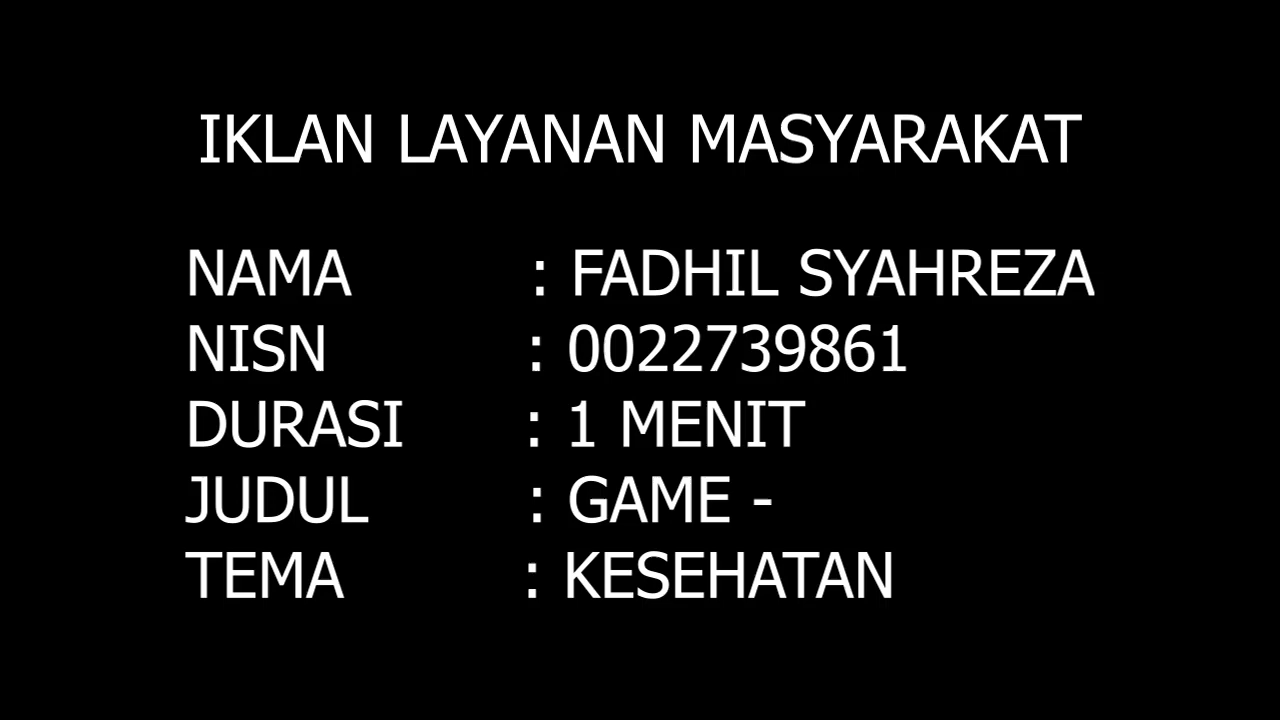 IKLAN LAYANAN MASYARAKAT
NAMA : FADHIL SYAHREZA
NISN : 0022739861
DURASI : 1 MENIT
JUDUL : GAME -
TEMA : KESEHATAN